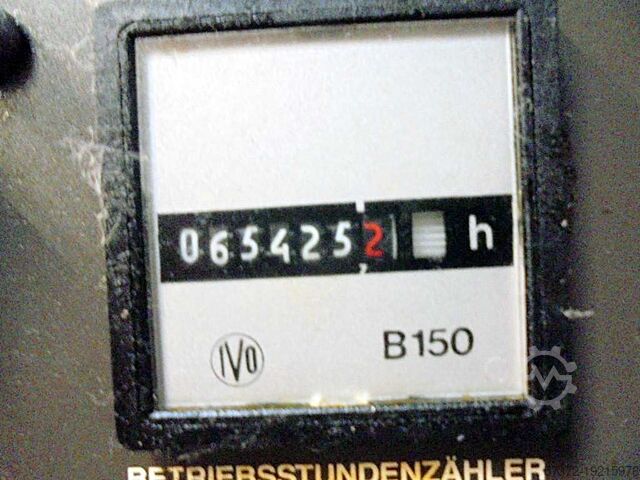 0654252 h
IVO
B150
BETRIEBSSTUNDENZÄHLER